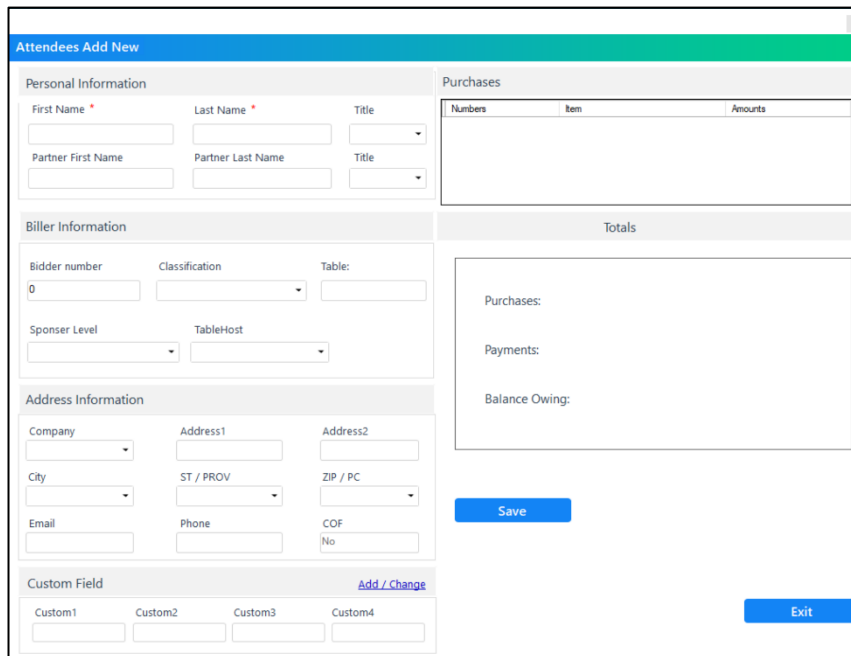 Attendees Add New
Personal Information
First Name *
Last Name *
Title
Partner First Name
Partner Last Name
Title
Purchases
Numbers
Item
Amounts
Biller Information
Bidder number
Classification
Table:
0
Sponser Level
TableHost
Totals
Purchases:
Payments:
Balance Owing:
Address Information
Company
Address1
Address2
City
ST / PROV
ZIP / PC
Email
Phone
COF
No
Save
Custom Field
Add / Change
Custom1
Custom2
Custom3
Custom4
Exit